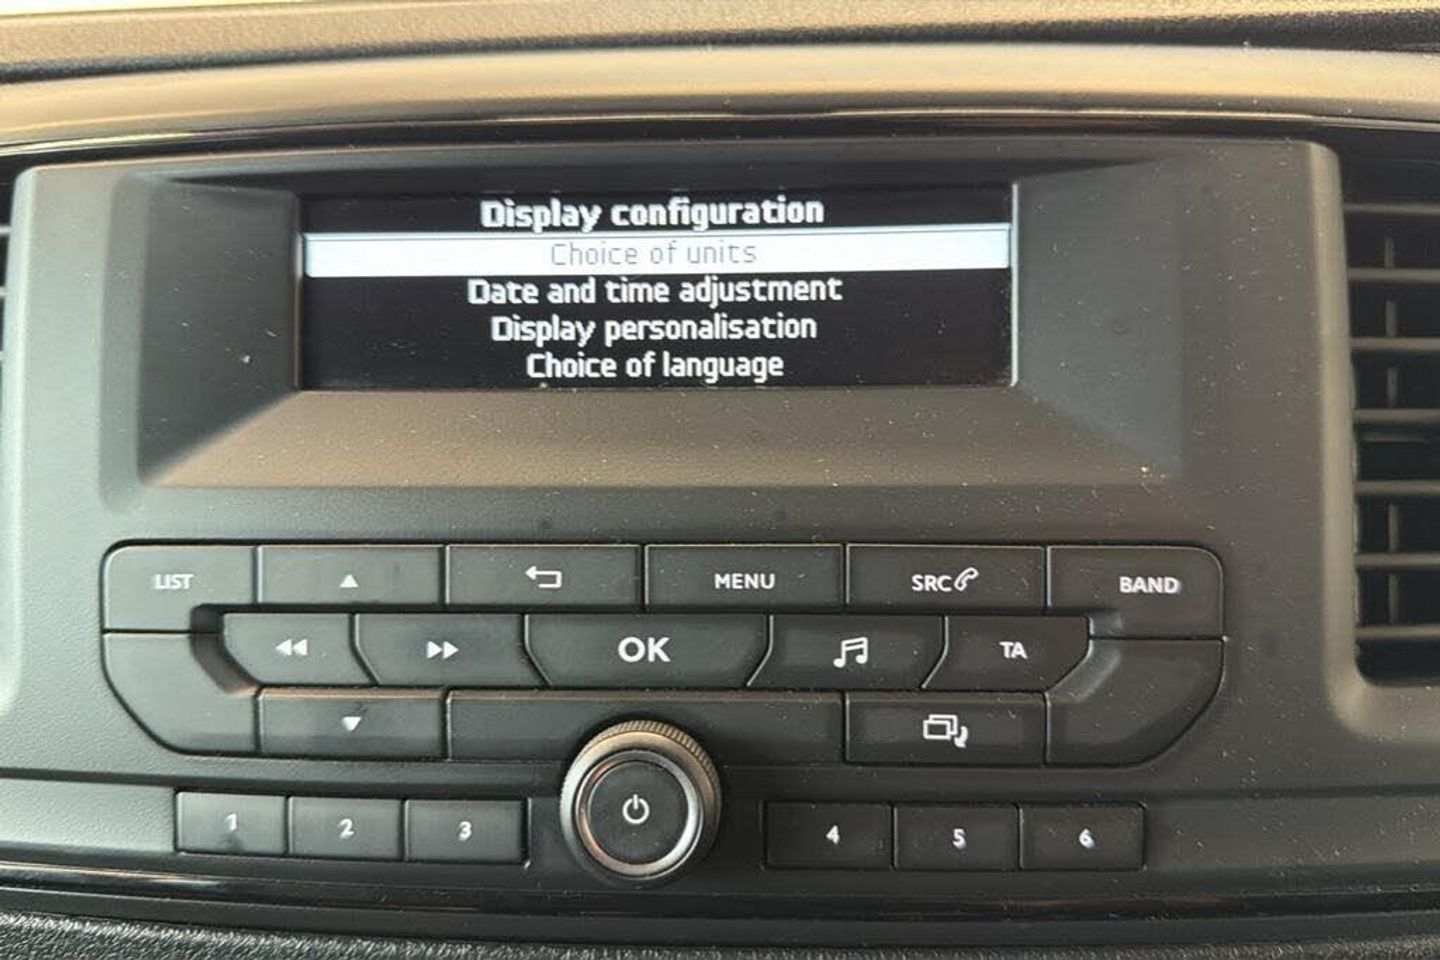 Display configuration
Choice of units
Date and time adjustment
Display personalisation
Choice of language
LIST MENU SRC BAND
OK TA
1 2 3 4 5 6